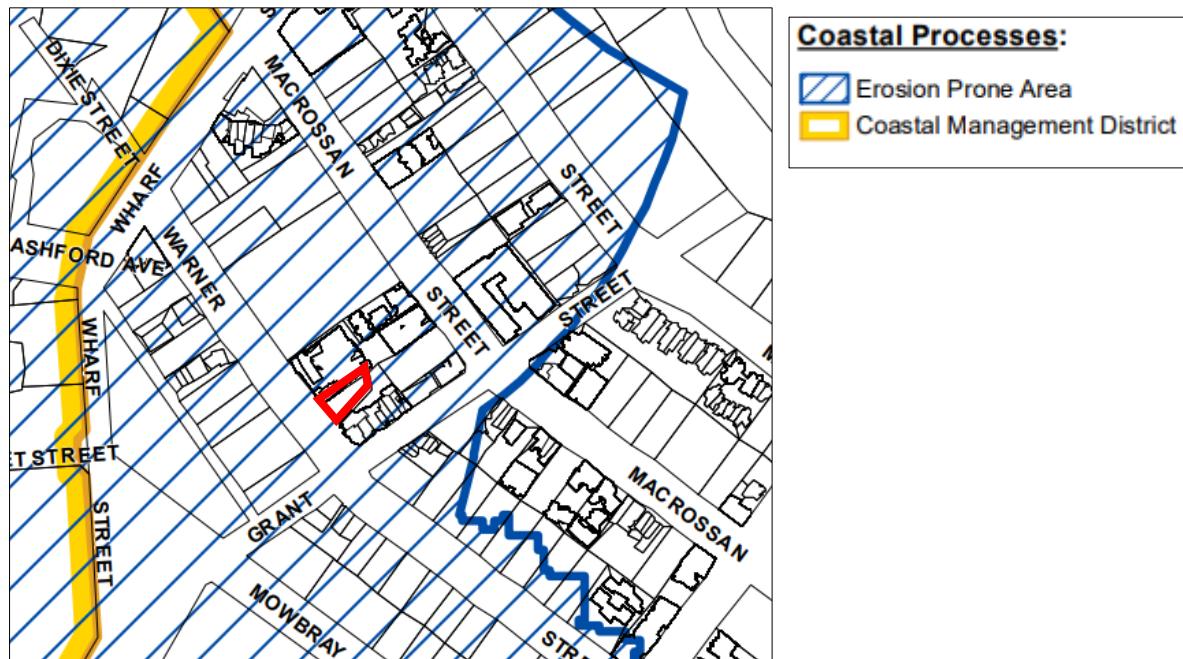 DIXIE STREET
MACROSSAN
STREET
WHARF
ASHFORD AVE
WARNER
STREET
STREET
WHARF
STREET
GRANT
MACROSSAN
STREET
MOWBRAY
Coastal Processes:
Erosion Prone Area
Coastal Management District